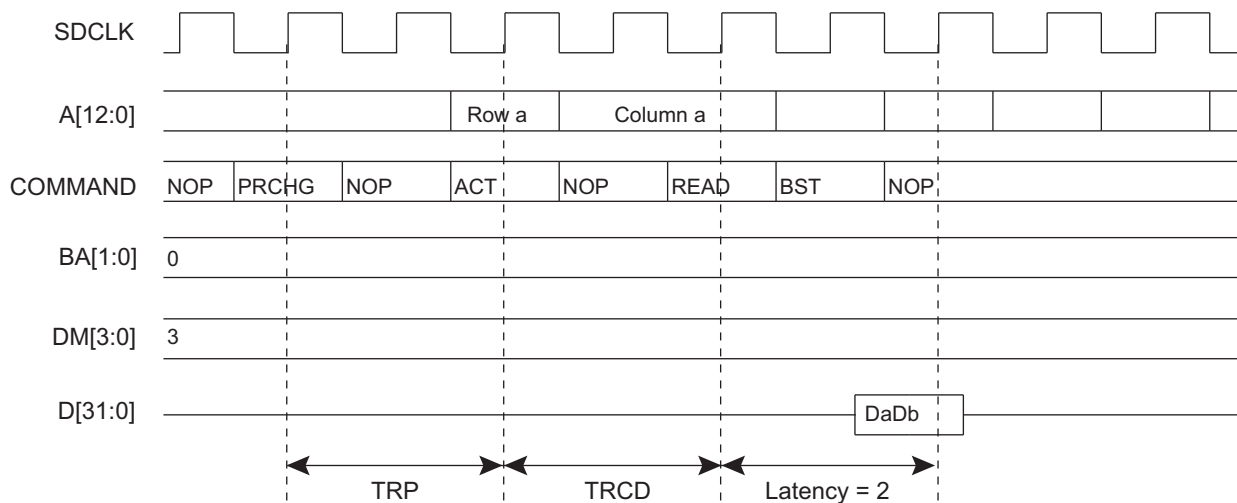 SDCLK
A[12:0] Row a Column a
COMMAND NOP PRCHG NOP ACT NOP READ BST NOP
BA[1:0] 0
DM[3:0] 3
D[31:0] DaDb
TRP TRCD Latency = 2